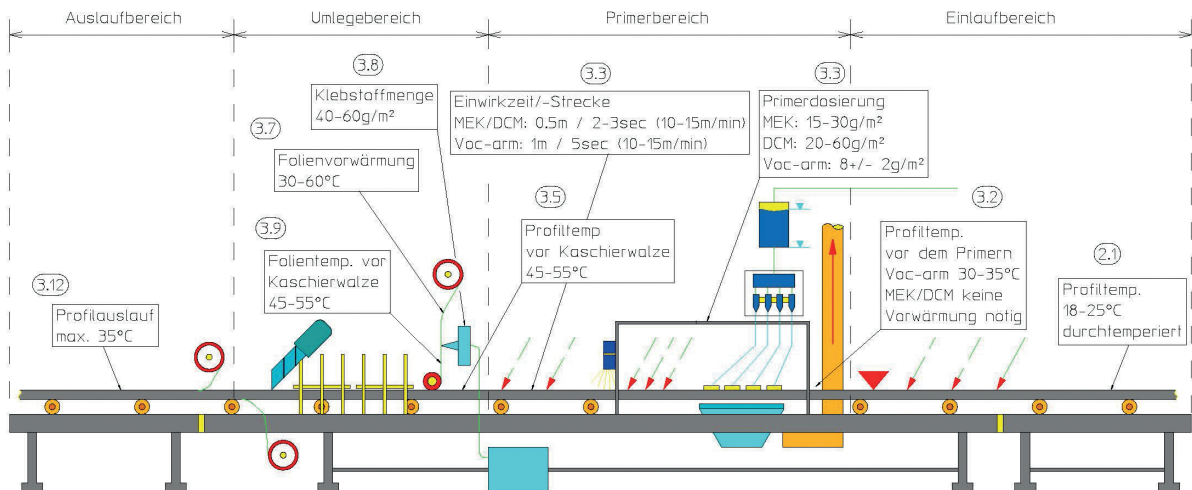 Auslaufbereich
Umlegebereich
Primerbereich
Einlaufbereich
3.8
Klebstoffmenge
40-60g/m²
3.3
Einwirkzeit/-Strecke
MEK/DCM: 0.5m / 2-3sec (10-15m/min)
Voc-arm: 1m / 5sec (10-15m/min)
3.3
Primerdosierung
MEK: 15-30g/m²
DCM: 20-60g/m²
Voc-arm: 8+/- 2g/m²
3.7
Folienvorwärmung
30-60°C
3.5
Profiltemp
vor Kaschierwalze
45-55°C
3.2
Profiltemp.
vor dem Primern
Voc-arm 30-35°C
MEK/DCM keine
Vorwärmung nötig
3.9
Folientemp. vor
Kaschierwalze
45-55°C
2.1
Profiltemp.
18-25°C
durchtemperiert
3.12
Profilauslauf
max. 35°C